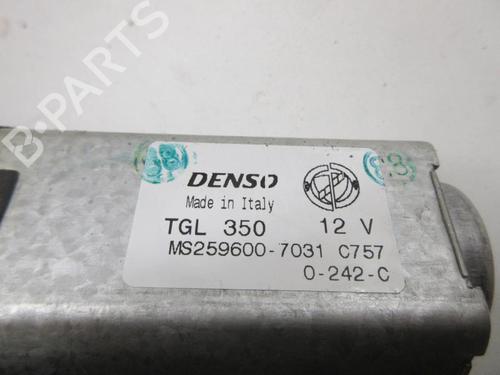 B-PARTS
DENSO
Made in Italy
TGL 350 12 V
MS259600-7031 C757
0-242-C